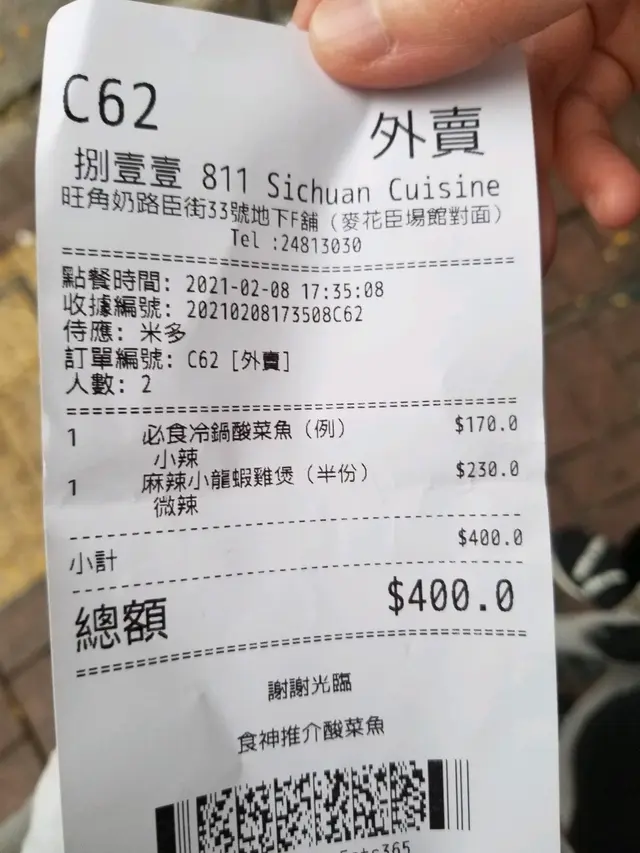 C62
外賣
捌壹壹 811 Sichuan Cuisine
旺角奶路臣街33號地下F舖（麥花臣場館對面）
Tel :24813030
點餐時間: 2021-02-08 17:35:08
收據編號: 20210208173508C62
侍應: 米多
訂單編號: C62 [外賣]
人數: 2
1 必食冷鍋酸菜魚（例） $170.0
小辣
1 麻辣小龍蝦雞煲（半份） $230.0
微辣
小計 $400.0
總額 $400.0
謝謝光臨
食神推介酸菜魚